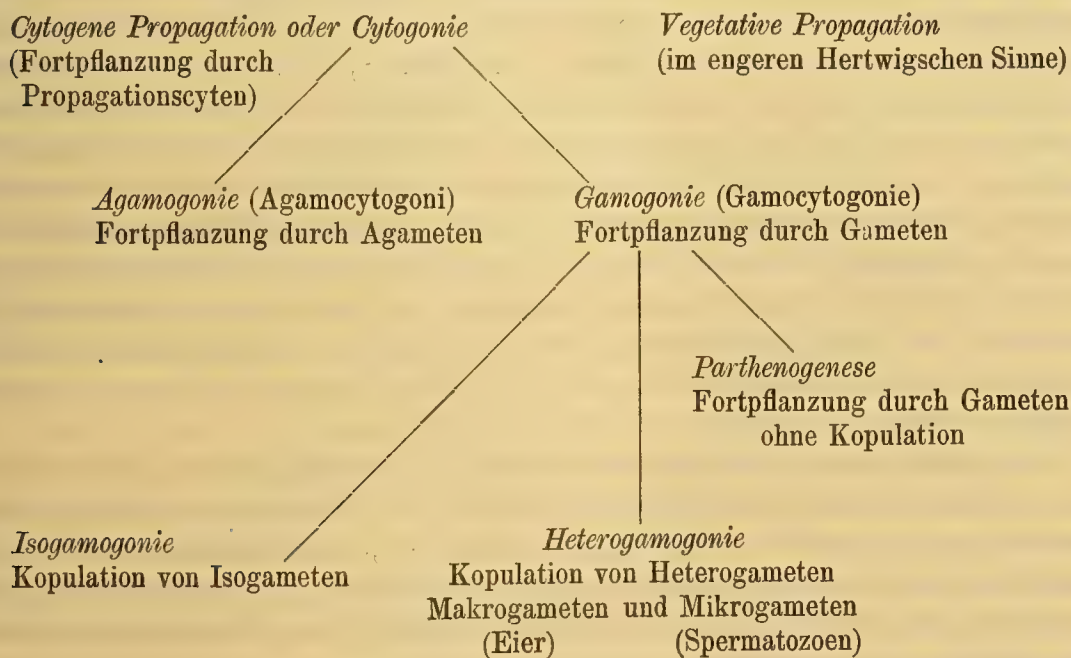 Cytogene Propagation oder Cytogonie
(Fortpflanzung durch
Propagationscyten)
Vegetative Propagation
(im engeren Hertwigschen Sinne)
Agamogonie (Agamocytogoni)
Fortpflanzung durch Agameten
Gamogonie (Gamocytogonie)
Fortpflanzung durch Gameten
Parthenogenese
Fortpflanzung durch Gameten
ohne Kopulation
Isogamogonie
Kopulation von Isogameten
Heterogamogonie
Kopulation von Heterogameten
Makrogameten und Mikrogameten
(Eier) (Spermatozoen)